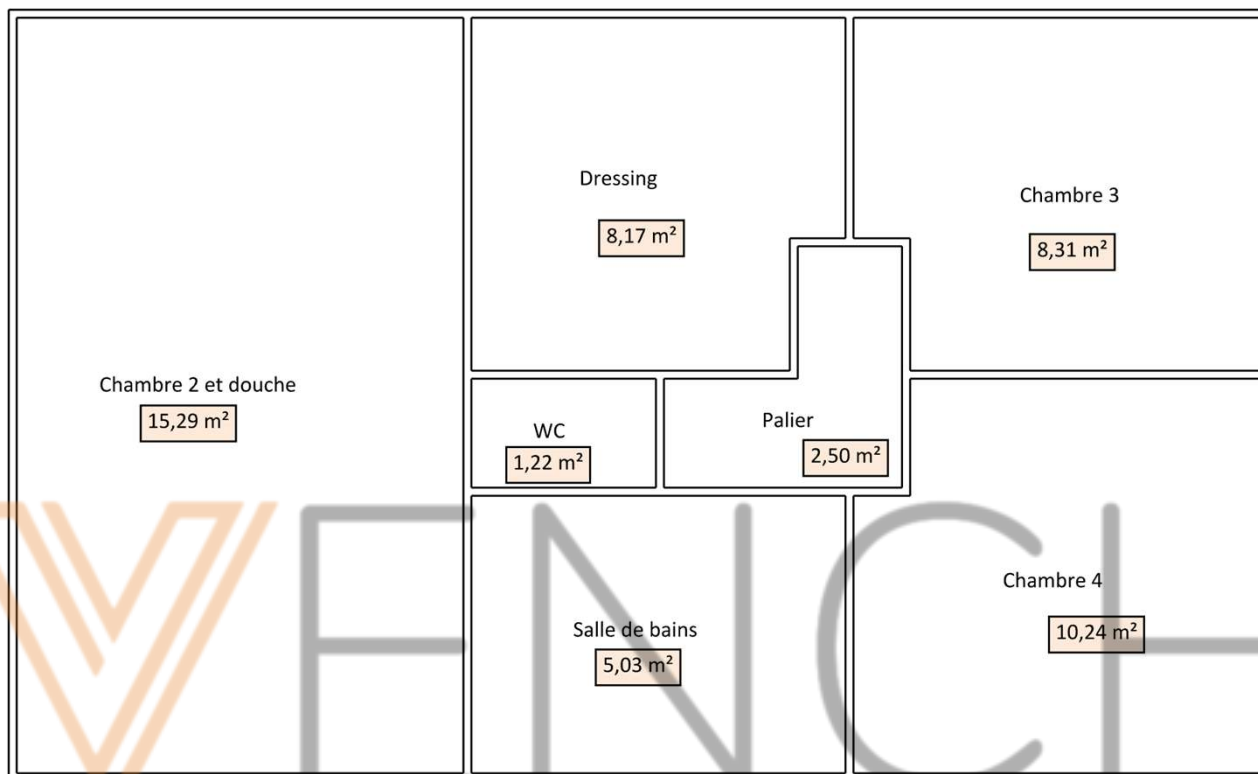 Dressing
8,17 m²
Chambre 3
8,31 m²
Chambre 2 et douche
15,29 m²
WC
1,22 m²
Palier
2,50 m²
Salle de bains
5,03 m²
Chambre 4
10,24 m²